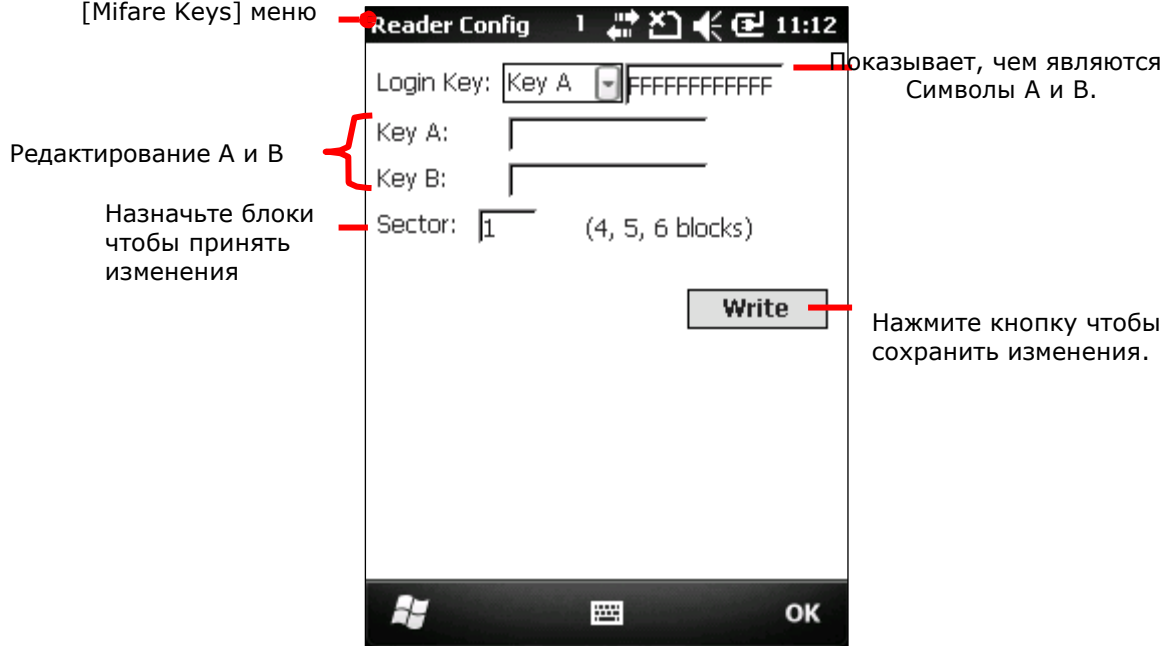 [Mifare Keys] меню
Reader Config 1 11:12
Показывает, чем являются
Символы А и В.
Login Key: Key A FFFFFFFFFFFF
Key A:
Редактирование А и В
Key B:
Назначьте блоки
чтобы принять
изменения
Sector: 1 (4, 5, 6 blocks)
Write
Нажмите кнопку чтобы
сохранить изменения.
OK